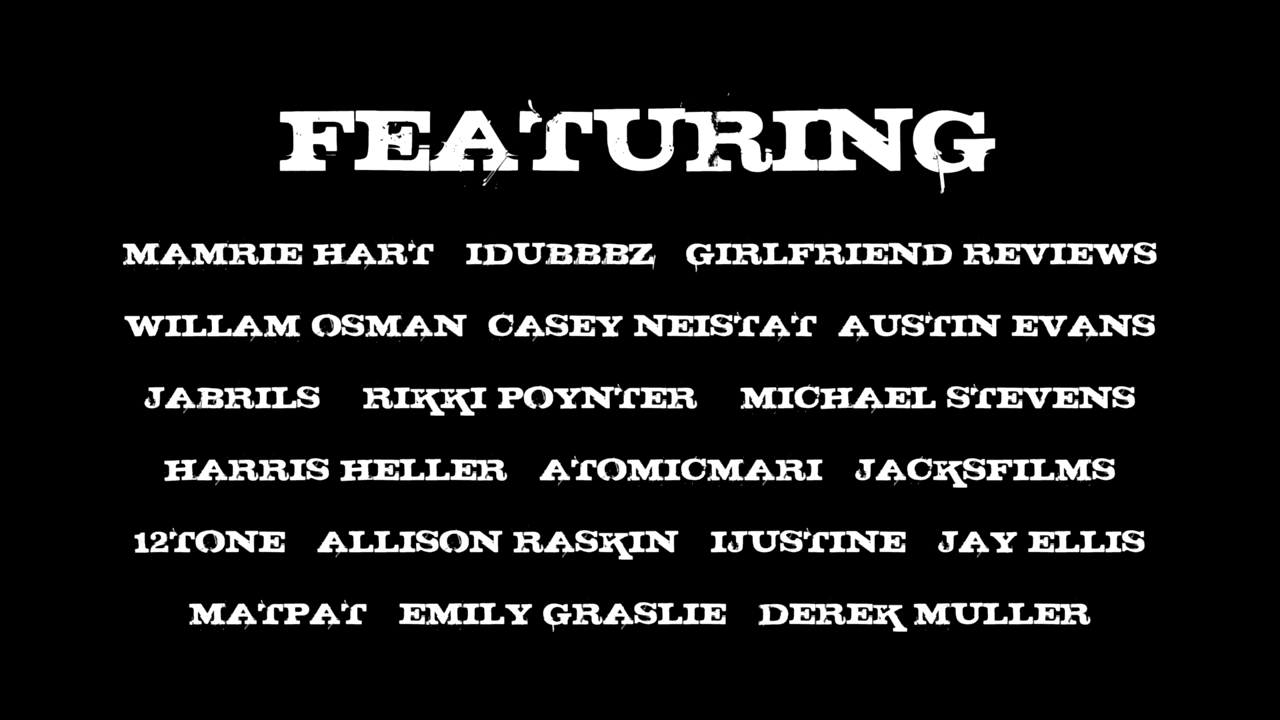 FEATURING
MAMRIE HART IDUBBBZ GIRLFRIEND REVIEWS
WILLAM OSMAN CASEY NEISTAT AUSTIN EVANS
JABRILS RIKKI POYNTER MICHAEL STEVENS
HARRIS HELLER ATOMICMARI JACKSFILMS
12TONE ALLISON RASKIN IJUSTINE JAY ELLIS
MATPAT EMILY GRASLIE DEREK MULLER